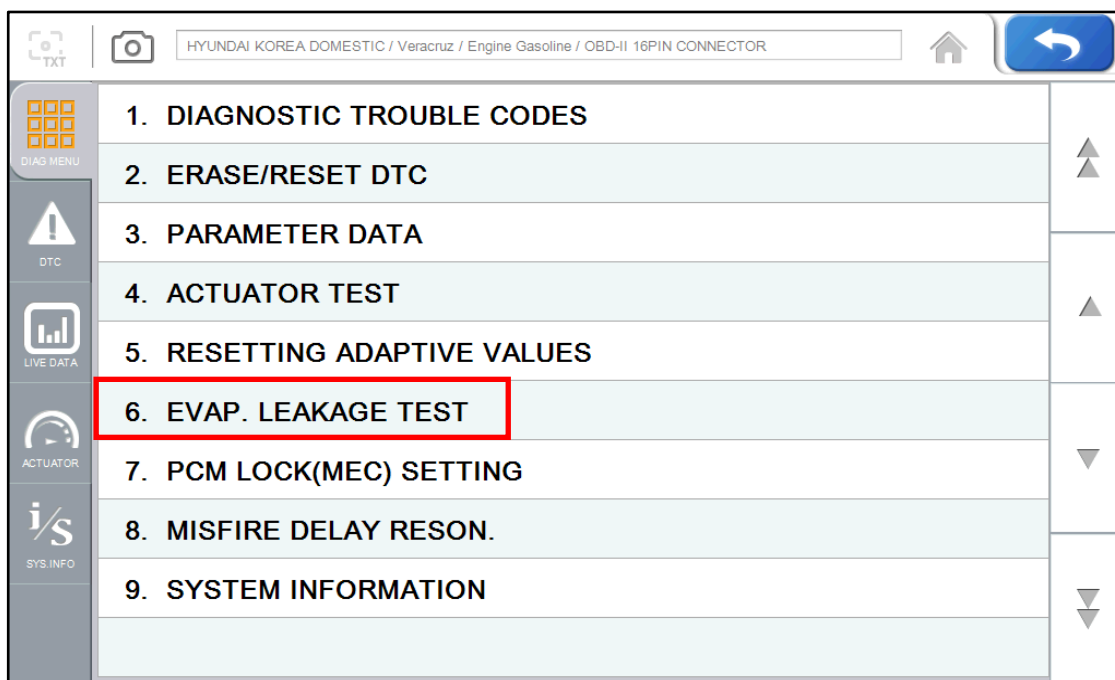 TXT
HYUNDAI KOREA DOMESTIC / Veracruz / Engine Gasoline / OBD-II 16PIN CONNECTOR
DIAG MENU
DTC
LIVE DATA
ACTUATOR
i/s
SYS.INFO
1. DIAGNOSTIC TROUBLE CODES
2. ERASE/RESET DTC
3. PARAMETER DATA
4. ACTUATOR TEST
5. RESETTING ADAPTIVE VALUES
6. EVAP. LEAKAGE TEST
7. PCM LOCK(MEC) SETTING
8. MISFIRE DELAY RESON.
9. SYSTEM INFORMATION